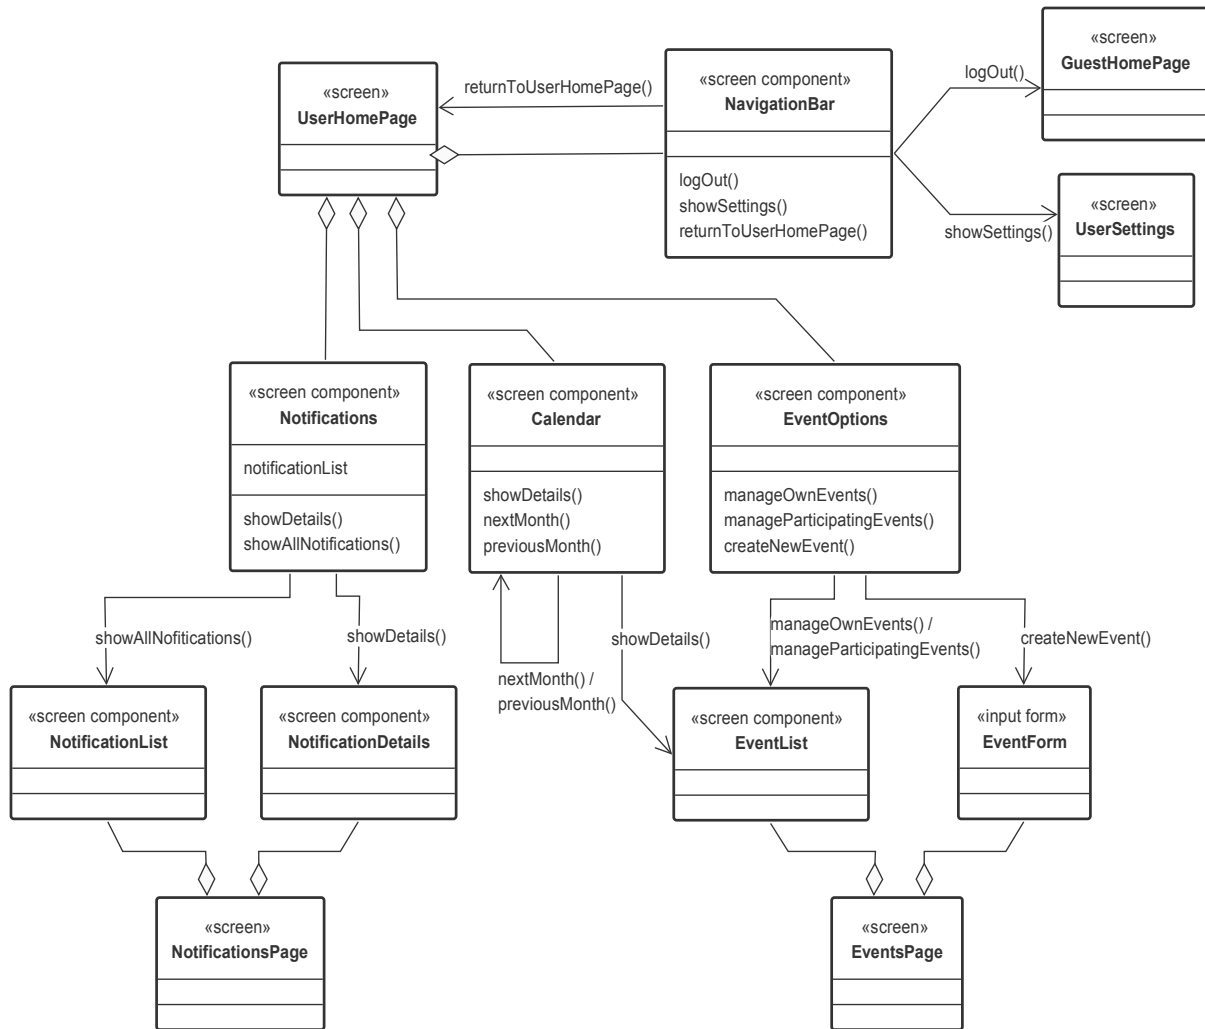 «screen»
UserHomePage
returnToUserHomePage()
«screen component»
NavigationBar
logOut()
showSettings()
returnToUserHomePage()
logOut()
«screen»
GuestHomePage
showSettings()
«screen»
UserSettings
«screen component»
Notifications
notificationList
showDetails()
showAllNotifications()
«screen component»
Calendar
showDetails()
nextMonth()
previousMonth()
«screen component»
EventOptions
manageOwnEvents()
manageParticipatingEvents()
createNewEvent()
showAllNofitications()
showDetails()
nextMonth() /
previousMonth()
showDetails()
manageOwnEvents() /
manageParticipatingEvents()
createNewEvent()
«screen component»
NotificationList
«screen component»
NotificationDetails
«screen component»
EventList
«input form»
EventForm
«screen»
NotificationsPage
«screen»
EventsPage